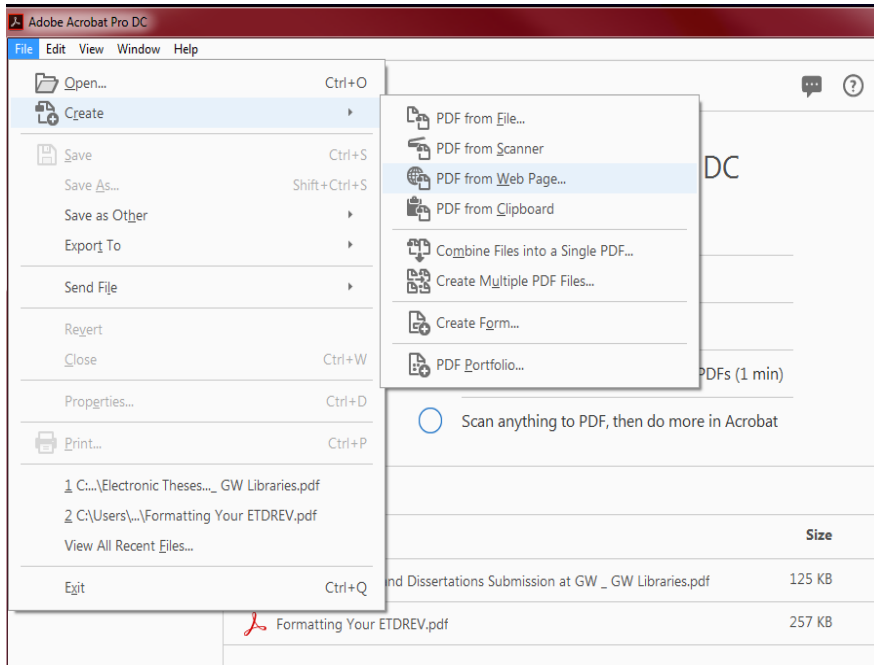 Adobe Acrobat Pro DC
File Edit View Window Help
Open... Ctrl+O
Create
Save Ctrl+S
Save As... Shift+Ctrl+S
Save as Other
Export To
Send File
Revert
Close Ctrl+W
Properties... Ctrl+D
Print... Ctrl+P
1 C:...\Electronic Theses..._ GW Libraries.pdf
2 C:\Users\...\Formatting Your ETDREV.pdf
View All Recent Files...
Exit Ctrl+Q
PDF from File...
PDF from Scanner
PDF from Web Page...
PDF from Clipboard
Combine Files into a Single PDF...
Create Multiple PDF Files...
Create Form...
PDF Portfolio...
DC
PDFs (1 min)
Scan anything to PDF, then do more in Acrobat
Size
nd Dissertations Submission at GW _ GW Libraries.pdf 125 KB
Formatting Your ETDREV.pdf 257 KB